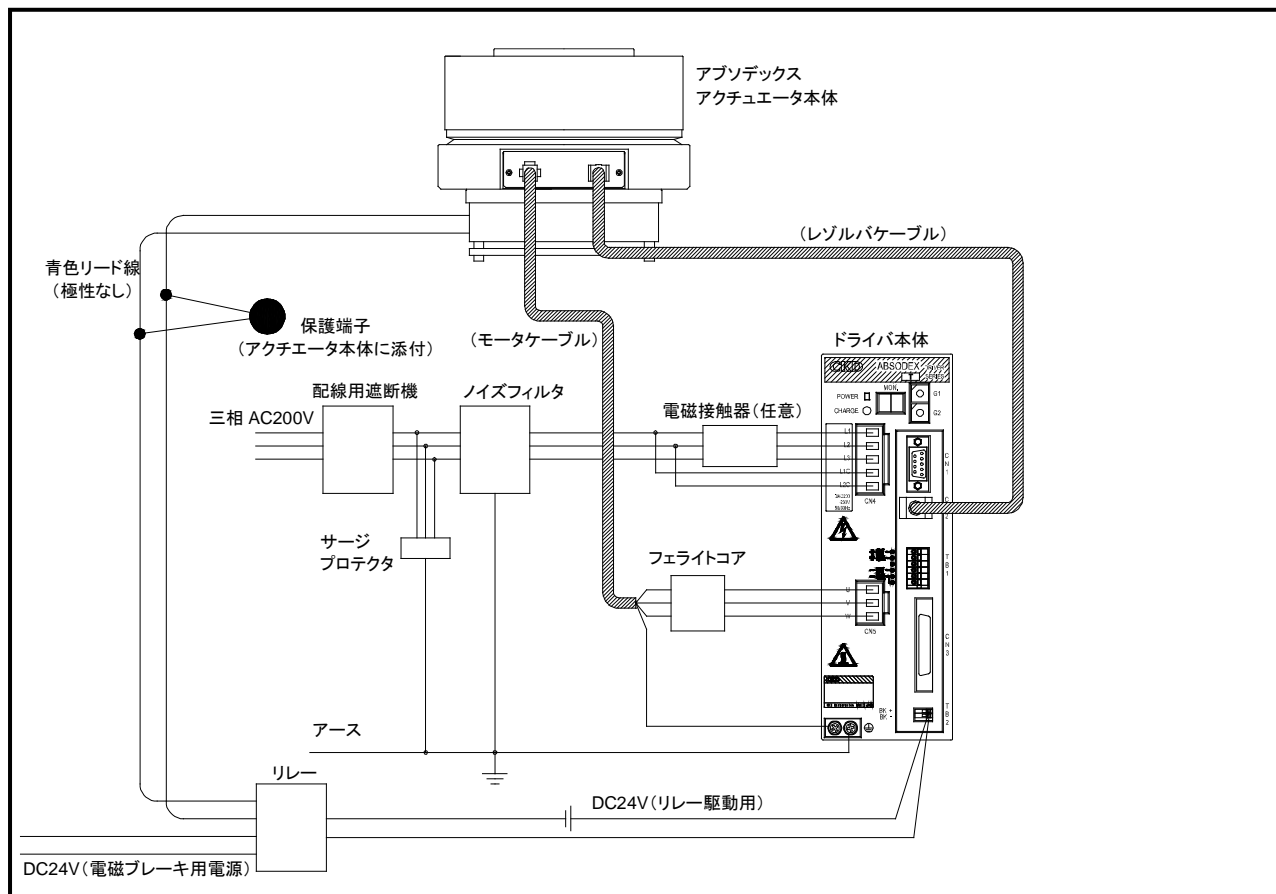 アブソデックス
アクチュエータ本体
（レゾルバケーブル）
青色リード線
（極性なし）
保護端子
（アクチエータ本体に添付）
（モータケーブル）
ドライバ本体
配線用遮断機
ノイズフィルタ
電磁接触器（任意）
三相 AC200V
サージ
プロテクタ
フェライトコア
CKD
ABSODEX
MON.
POWER
CHARGE
G1
G2
L1
L2
L3
L1C
L2C
CN4
CN1
TB1
U
V
W
CN5
CN3
BK +
BK -
TB2
アース
リレー
DC24V（リレー駆動用）
DC24V（電磁ブレーキ用電源）